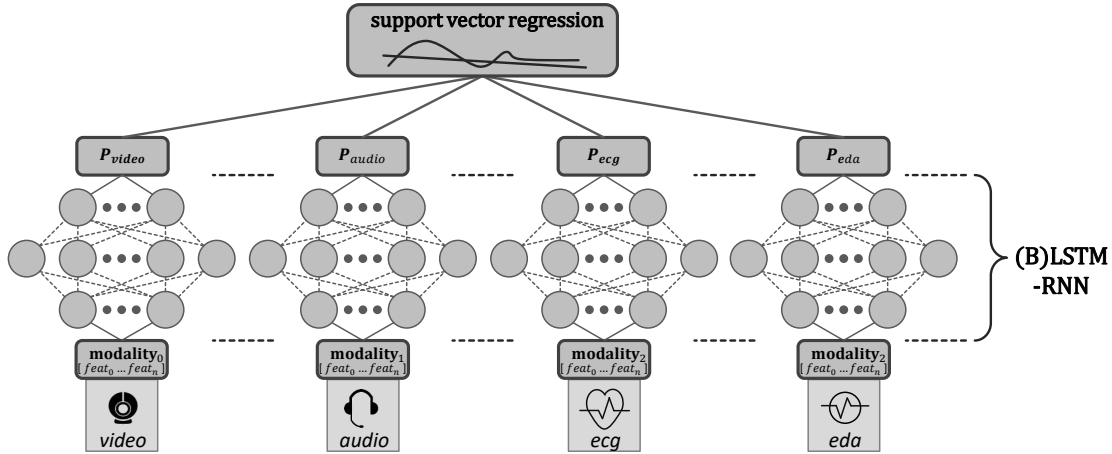 support vector regression
P_video P_audio P_ecg P_eda
(B)LSTM
-RNN
modality_0 modality_1 modality_2 modality_2
[ feat_0 ... feat_n ] [ feat_0 ... feat_n ] [ feat_0 ... feat_n ] [ feat_0 ... feat_n ]
video audio ecg eda